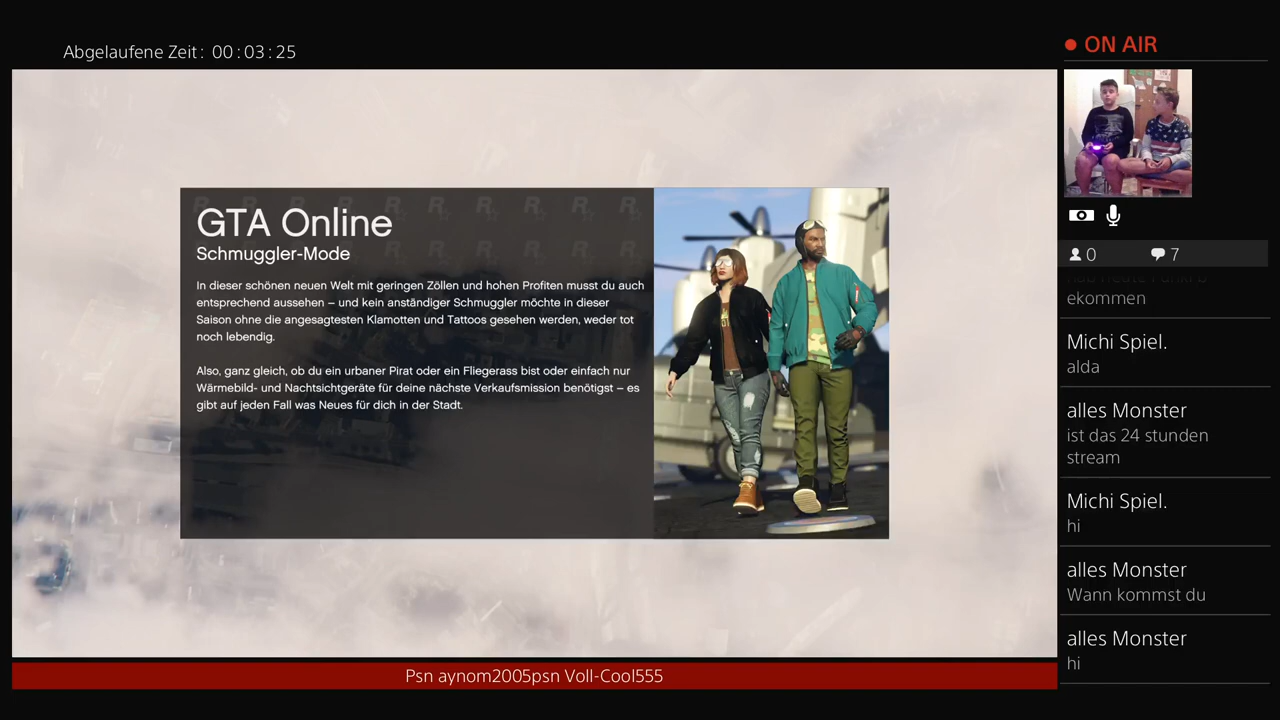 Abgelaufene Zeit: 00:03:25
ON AIR
GTA Online
Schmuggler-Mode
In dieser schönen neuen Welt mit geringen Zöllen und hohen Profiten musst du auch
entsprechend aussehen – und kein anständiger Schmuggler möchte in dieser
Saison ohne die angesagtesten Klamotten und Tattoos gesehen werden, weder tot
noch lebendig.
Also, ganz gleich, ob du ein urbaner Pirat oder ein Fliegerass bist oder einfach nur
Wärmebild- und Nachtsichtgeräte für deine nächste Verkaufsmission benötigst – es
gibt auf jeden Fall was Neues für dich in der Stadt.
0
7
ekommen
Michi Spiel.
alda
alles Monster
ist das 24 stunden
stream
Michi Spiel.
hi
alles Monster
Wann kommst du
alles Monster
hi
Psn aynom2005psn Voll-Cool555